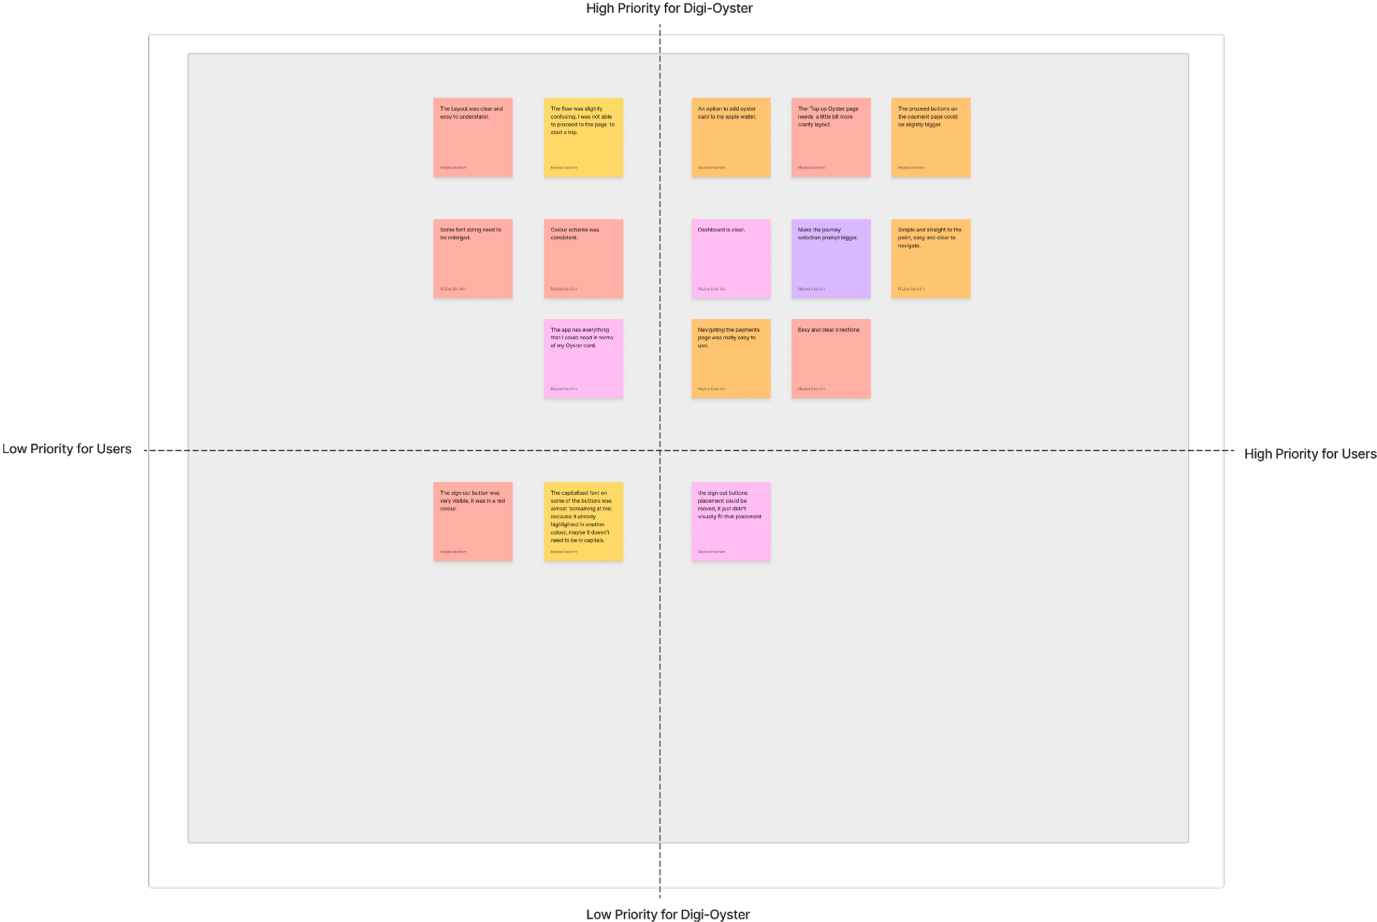 High Priority for Digi-Oyster
The Layout was clear and
easy to understand.
The flow was slightly
confusing, I was not able
to proceed to the page to
start a trip.
An option to add oyster
card to my apple wallet.
The 'Top up Oyster page
needs a little bit more
clarity layout.
The proceed buttons on
the payment page could
be slightly bigger.
Some font sizing need to
be enlarged.
Colour scheme was
consistent.
Dashboard is clear.
Make the journey
selection prompt bigger.
Simple and straight to the
point, easy and clear to
navigate.
The app has everything
that I could need in terms
of my Oyster card.
Navigating the payments
page was really easy to
use.
Easy and clear directions
Low Priority for Users
High Priority for Users
The sign out button was
very visible, it was in a red
colour.
The capitalised font on
some of the buttons was
almost 'screaming at me'.
because it already
highlighted in another
colour, maybe it doesn't
need to be in capitals.
the sign out buttons
placement could be
moved, it just didn't
visually fit that placement
Low Priority for Digi-Oyster